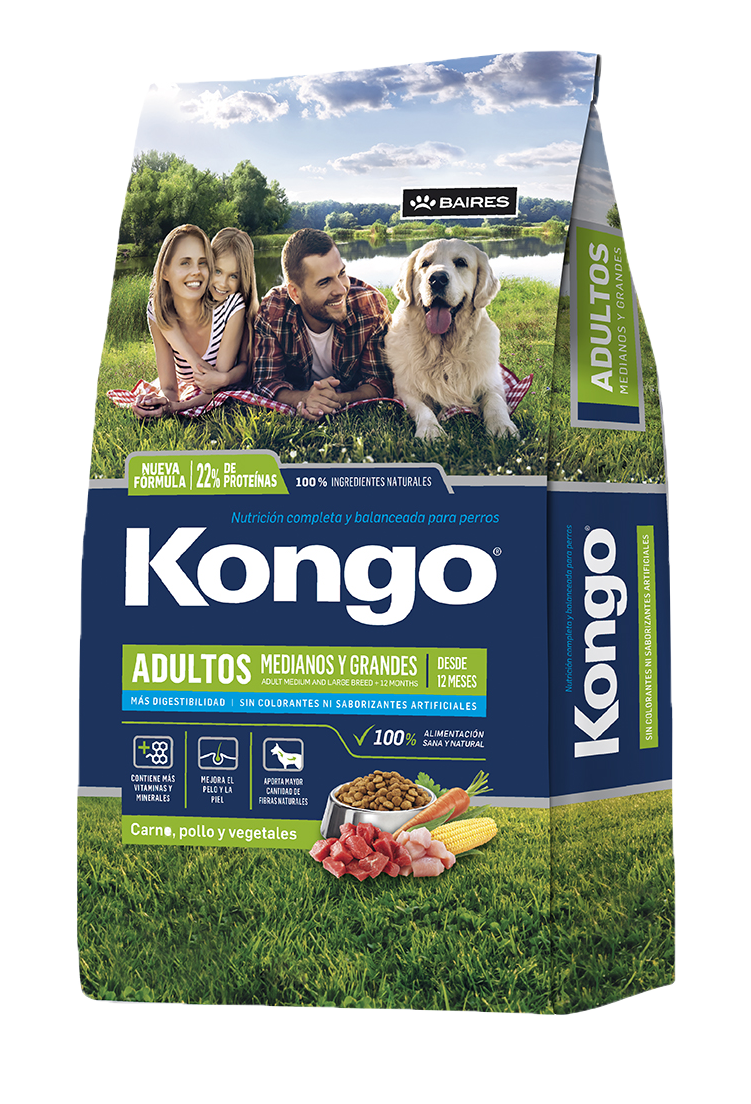 BAIRES
NUEVA
FÓRMULA
22% DE
PROTEÍNAS
100% INGREDIENTES NATURALES
Nutrición completa y balanceada para perros
Kongo®
ADULTOS
MEDIANOS Y GRANDES
ADULT MEDIUM AND LARGE BREED + 12 MONTHS
DESDE
12 MESES
MÁS DIGESTIBILIDAD | SIN COLORANTES NI SABORIZANTES ARTIFICIALES
100% ALIMENTACIÓN
SANA Y NATURAL
CONTIENE MÁS
VITAMINAS Y
MINERALES
MEJORA EL
PELO Y LA
PIEL
APORTA MAYOR
CANTIDAD DE
FIBRAS NATURALES
Carne, pollo y vegetales
ADULTOS
MEDIANOS Y GRANDES
Nutrición completa y balanceada para perros
Kongo®
SIN COLORANTES NI SABORIZANTES ARTIFICIALES